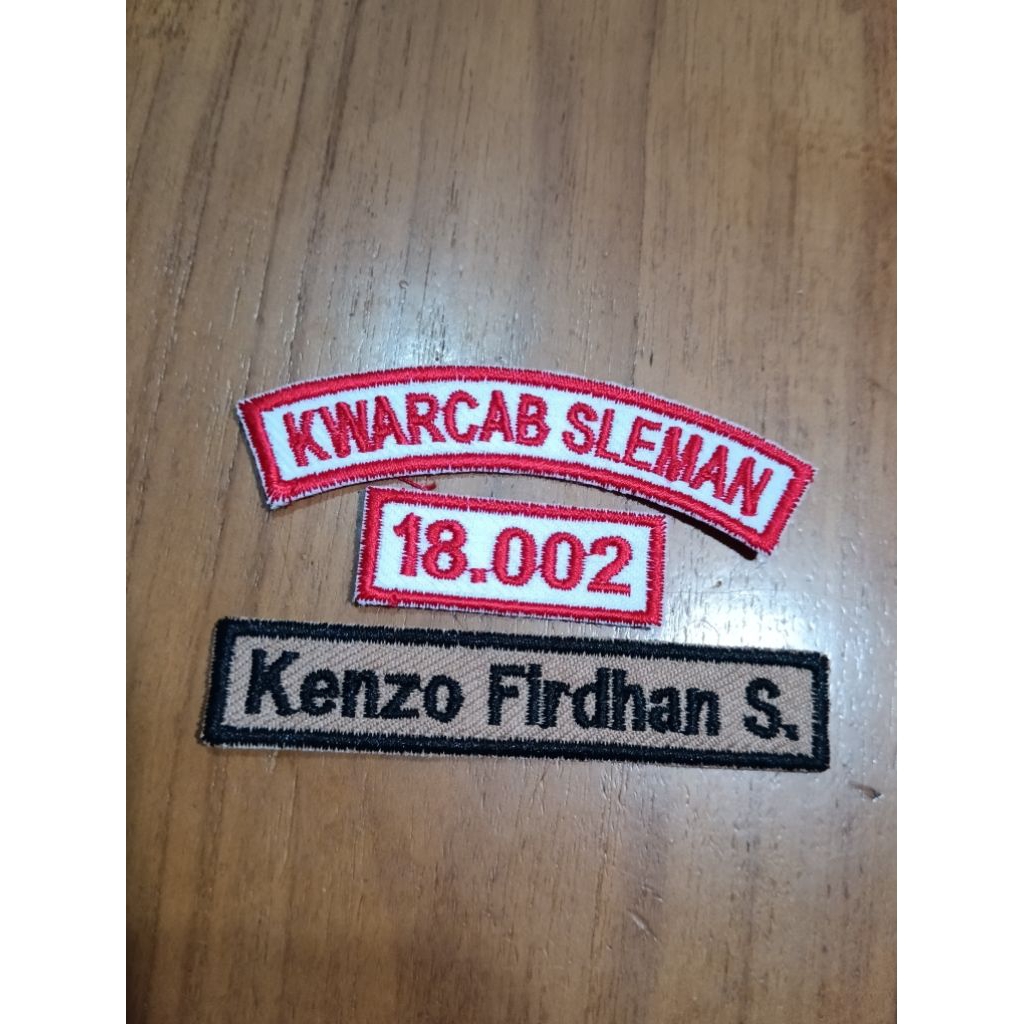 KWARCAB SLEMAN
18.002
Kenzo Firdhan S.